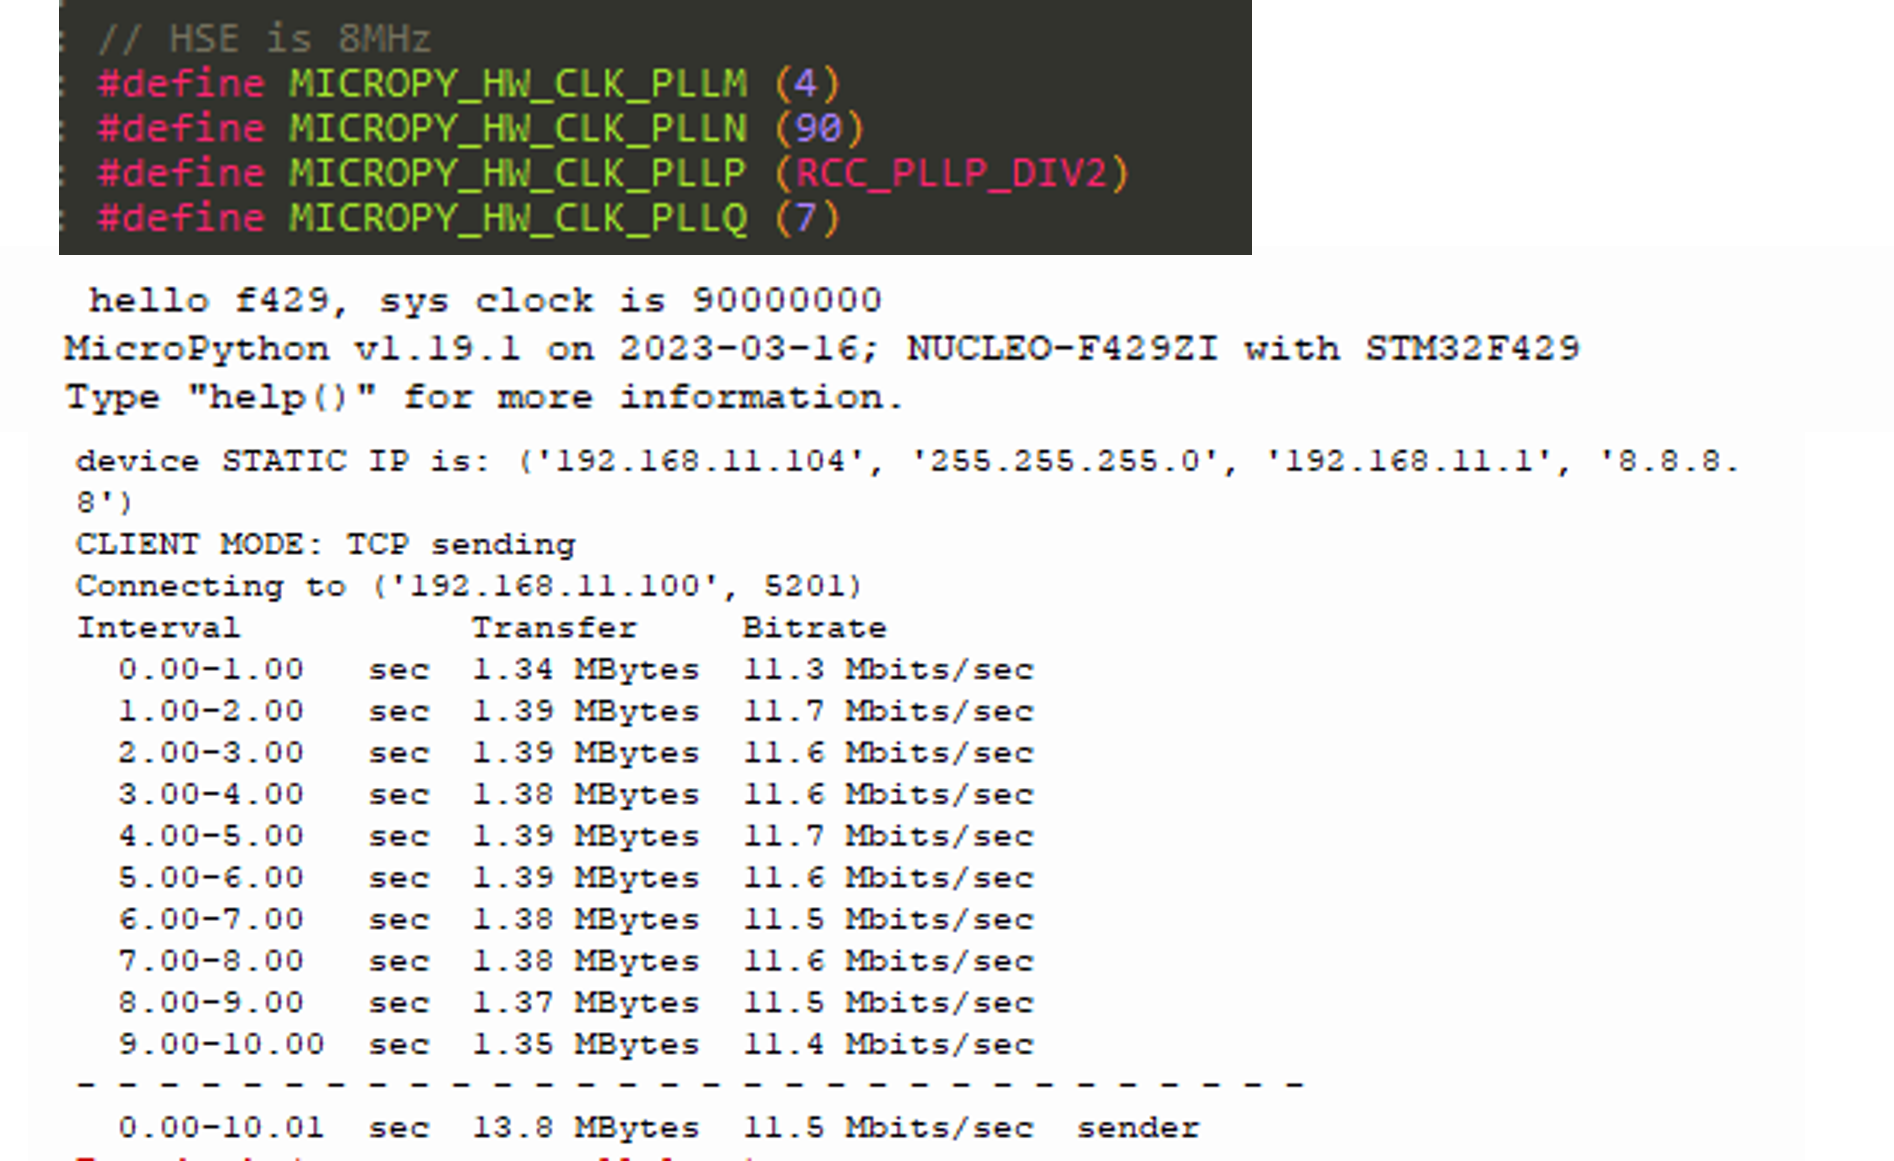 // HSE is 8MHz
#define MICROPY_HW_CLK_PLLM (4)
#define MICROPY_HW_CLK_PLLN (90)
#define MICROPY_HW_CLK_PLLP (RCC_PLLP_DIV2)
#define MICROPY_HW_CLK_PLLQ (7)
hello f429, sys clock is 90000000
MicroPython v1.19.1 on 2023-03-16; NUCLEO-F429ZI with STM32F429
Type "help()" for more information.
device STATIC IP is: ('192.168.11.104', '255.255.255.0', '192.168.11.1', '8.8.8.
8')
CLIENT MODE: TCP sending
Connecting to ('192.168.11.100', 5201)
Interval Transfer Bitrate
0.00-1.00 sec 1.34 MBytes 11.3 Mbits/sec
1.00-2.00 sec 1.39 MBytes 11.7 Mbits/sec
2.00-3.00 sec 1.39 MBytes 11.6 Mbits/sec
3.00-4.00 sec 1.38 MBytes 11.6 Mbits/sec
4.00-5.00 sec 1.39 MBytes 11.7 Mbits/sec
5.00-6.00 sec 1.39 MBytes 11.6 Mbits/sec
6.00-7.00 sec 1.38 MBytes 11.5 Mbits/sec
7.00-8.00 sec 1.38 MBytes 11.6 Mbits/sec
8.00-9.00 sec 1.37 MBytes 11.5 Mbits/sec
9.00-10.00 sec 1.35 MBytes 11.4 Mbits/sec
- - - - - - - - - - - - - - - - - - - - - - - - - - - - - -
0.00-10.01 sec 13.8 MBytes 11.5 Mbits/sec sender